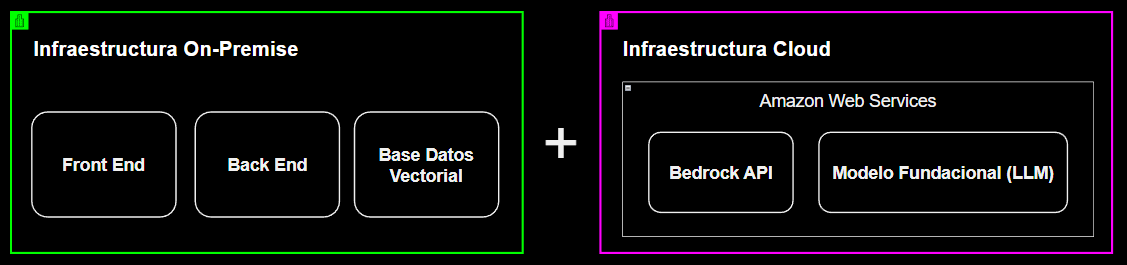 Infraestructura On-Premise
Front End
Back End
Base Datos
Vectorial
+
Infraestructura Cloud
Amazon Web Services
Bedrock API
Modelo Fundacional (LLM)